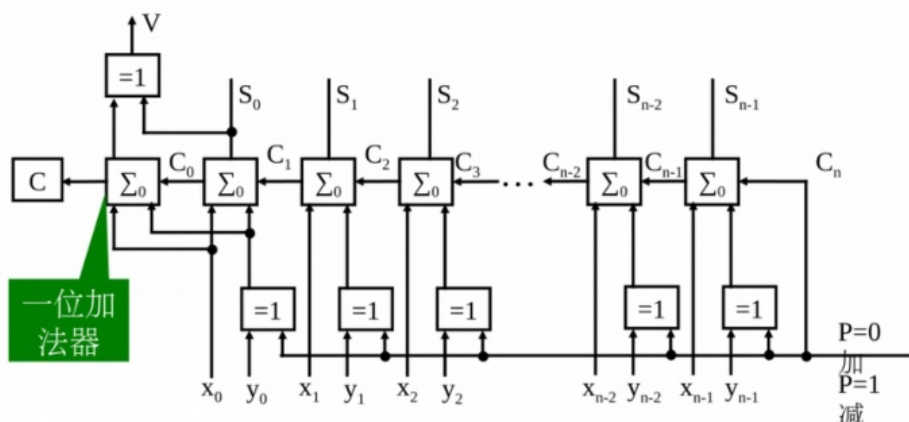 V
=1
S₀ S₁ S₂ Sₙ₋₂ Sₙ₋₁
C Σ₀ C₀ Σ₀ C₁ Σ₀ C₂ Σ₀ C₃ ··· Cₙ₋₂ Σ₀ Cₙ₋₁ Σ₀ Cₙ
一位加
法器
=1 =1 =1 =1 =1
P=0
加
P=1
减
x₀ y₀ x₁ y₁ x₂ y₂ xₙ₋₂ yₙ₋₂ xₙ₋₁ yₙ₋₁